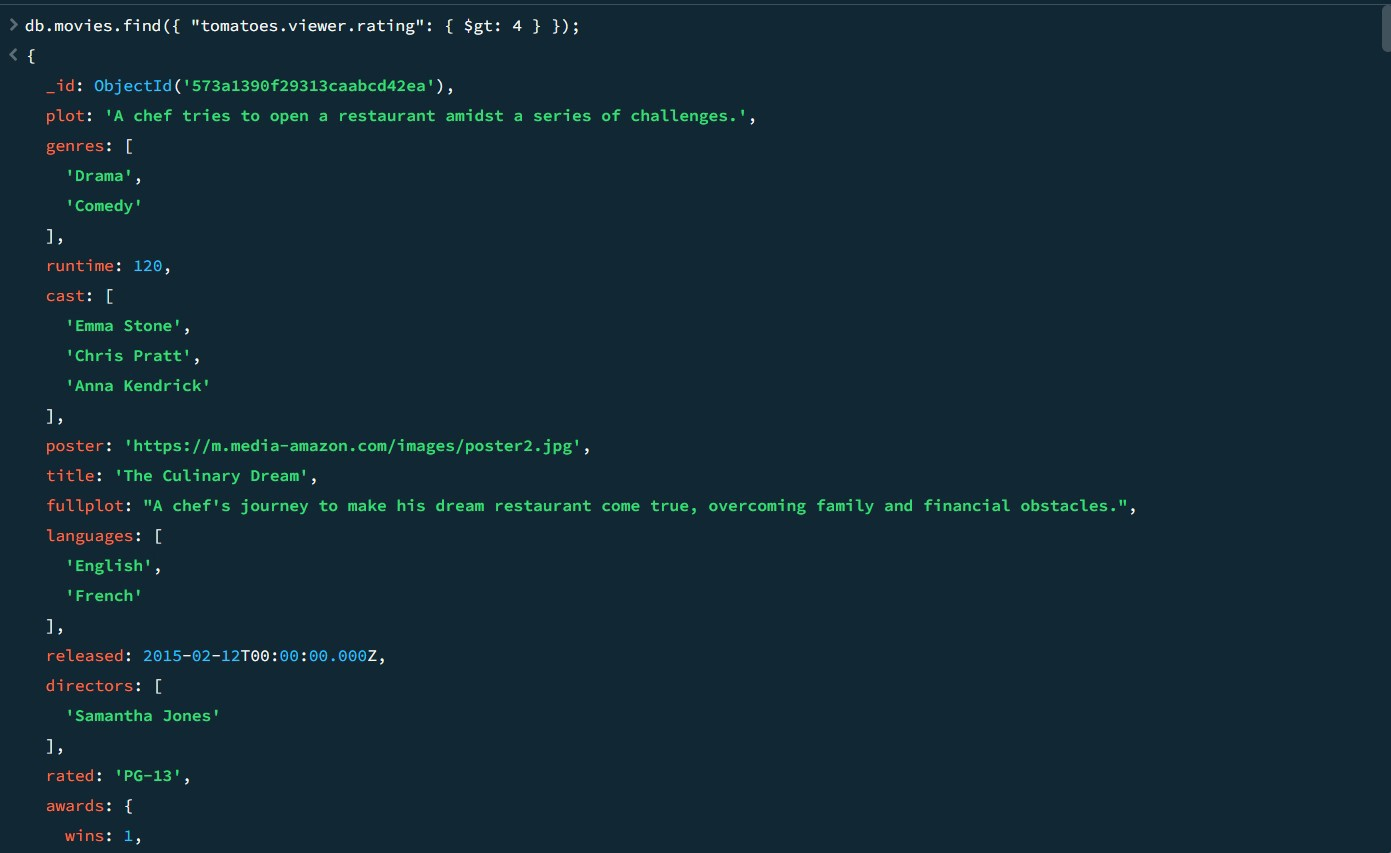 > db.movies.find({ "tomatoes.viewer.rating": { $gt: 4 } });
< {
_id: ObjectId('573a1390f29313caabcd42ea'),
plot: 'A chef tries to open a restaurant amidst a series of challenges.',
genres: [
'Drama',
'Comedy'
],
runtime: 120,
cast: [
'Emma Stone',
'Chris Pratt',
'Anna Kendrick'
],
poster: 'https://m.media-amazon.com/images/poster2.jpg',
title: 'The Culinary Dream',
fullplot: "A chef's journey to make his dream restaurant come true, overcoming family and financial obstacles.",
languages: [
'English',
'French'
],
released: 2015-02-12T00:00:00.000Z,
directors: [
'Samantha Jones'
],
rated: 'PG-13',
awards: {
wins: 1,